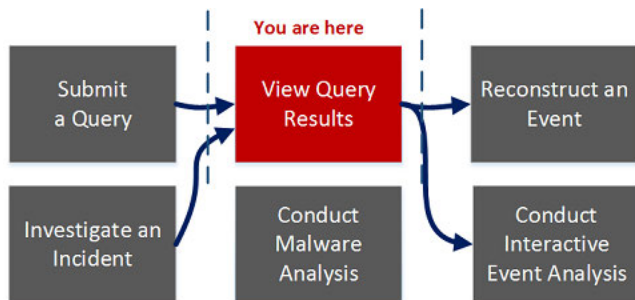 You are here
Submit
a Query
View Query
Results
Reconstruct an
Event
Investigate an
Incident
Conduct
Malware
Analysis
Conduct
Interactive
Event Analysis